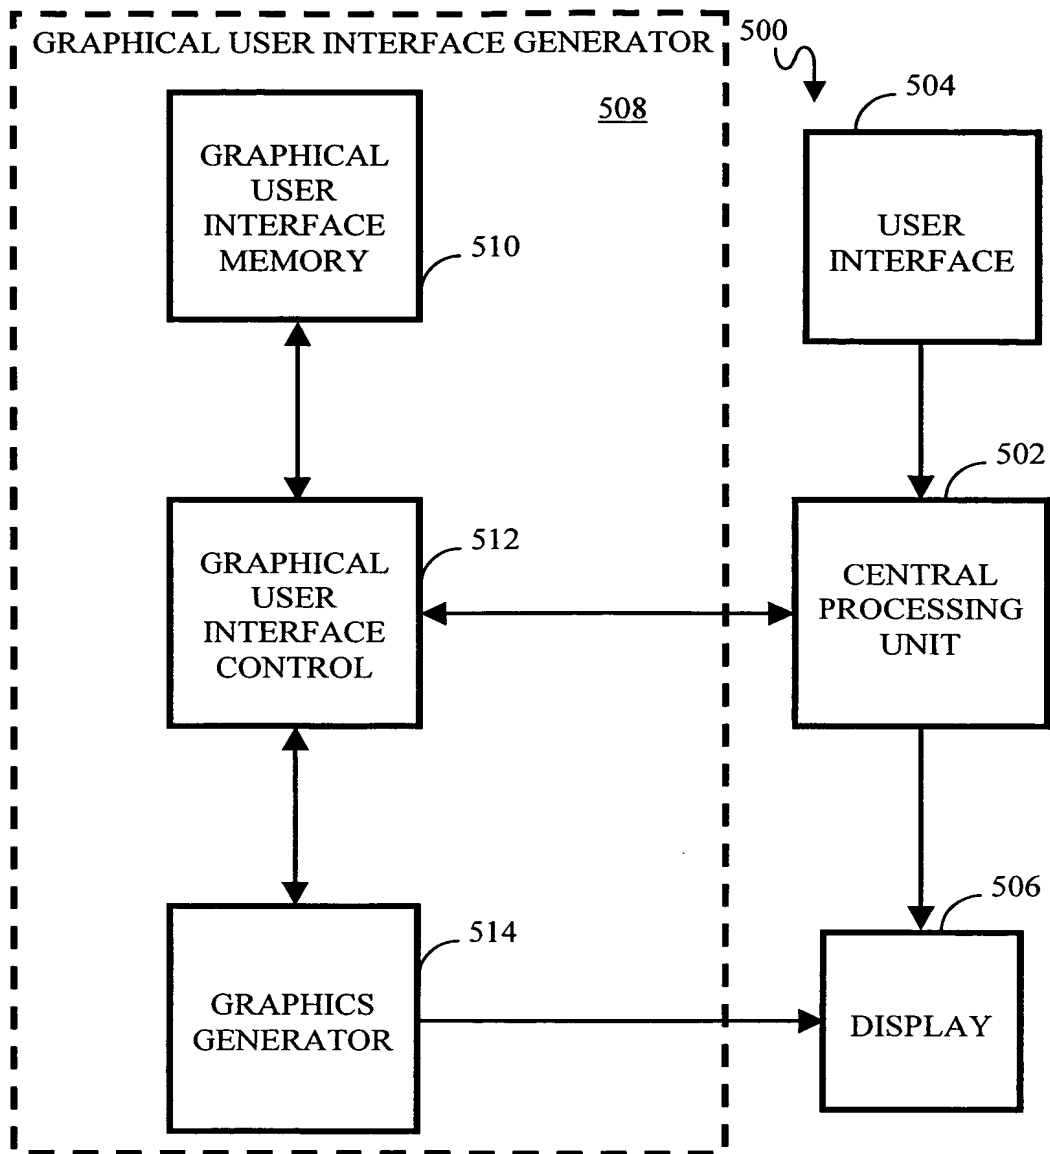 GRAPHICAL USER INTERFACE GENERATOR
500
508
504
GRAPHICAL
USER
INTERFACE
MEMORY
510
USER
INTERFACE
502
512
GRAPHICAL
USER
INTERFACE
CONTROL
CENTRAL
PROCESSING
UNIT
506
514
GRAPHICS
GENERATOR
DISPLAY